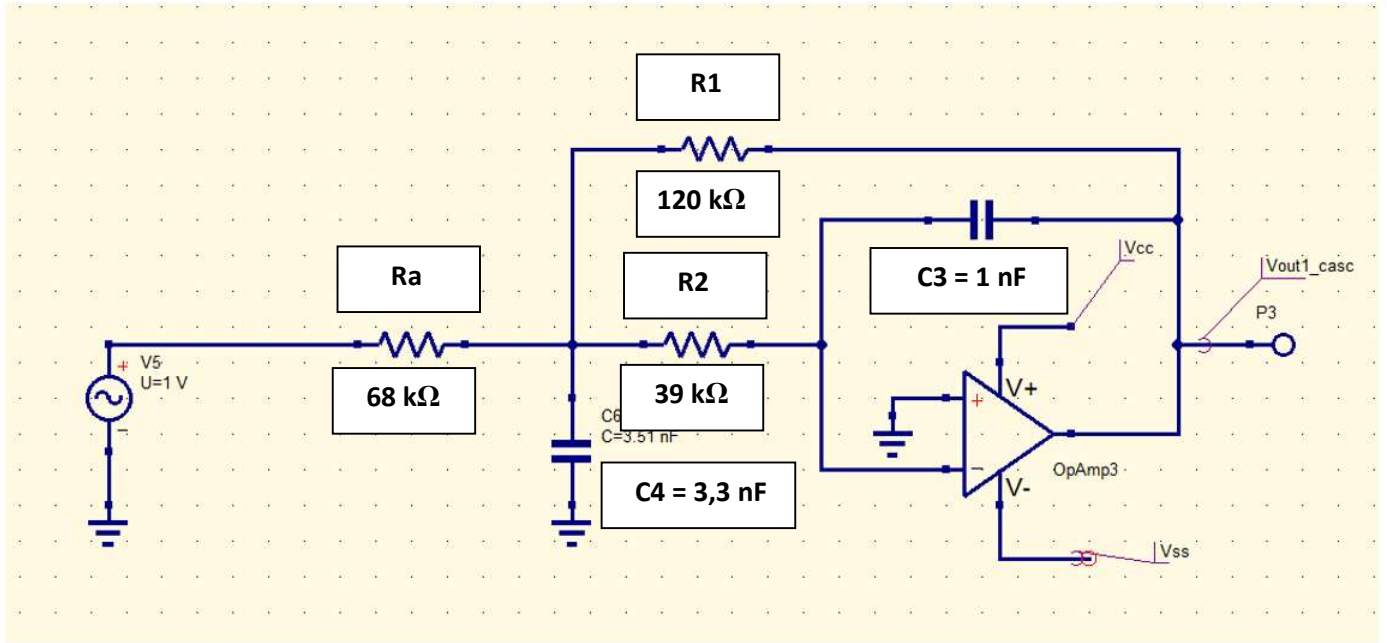 R1
120 kΩ
Ra
R2
C3 = 1 nF
Vcc
Vout1_casc
P3
+
V5
U=1 V
−
68 kΩ
39 kΩ
C6
C=3.51 nF
C4 = 3,3 nF
V+
+
−
V-
OpAmp3
Vss